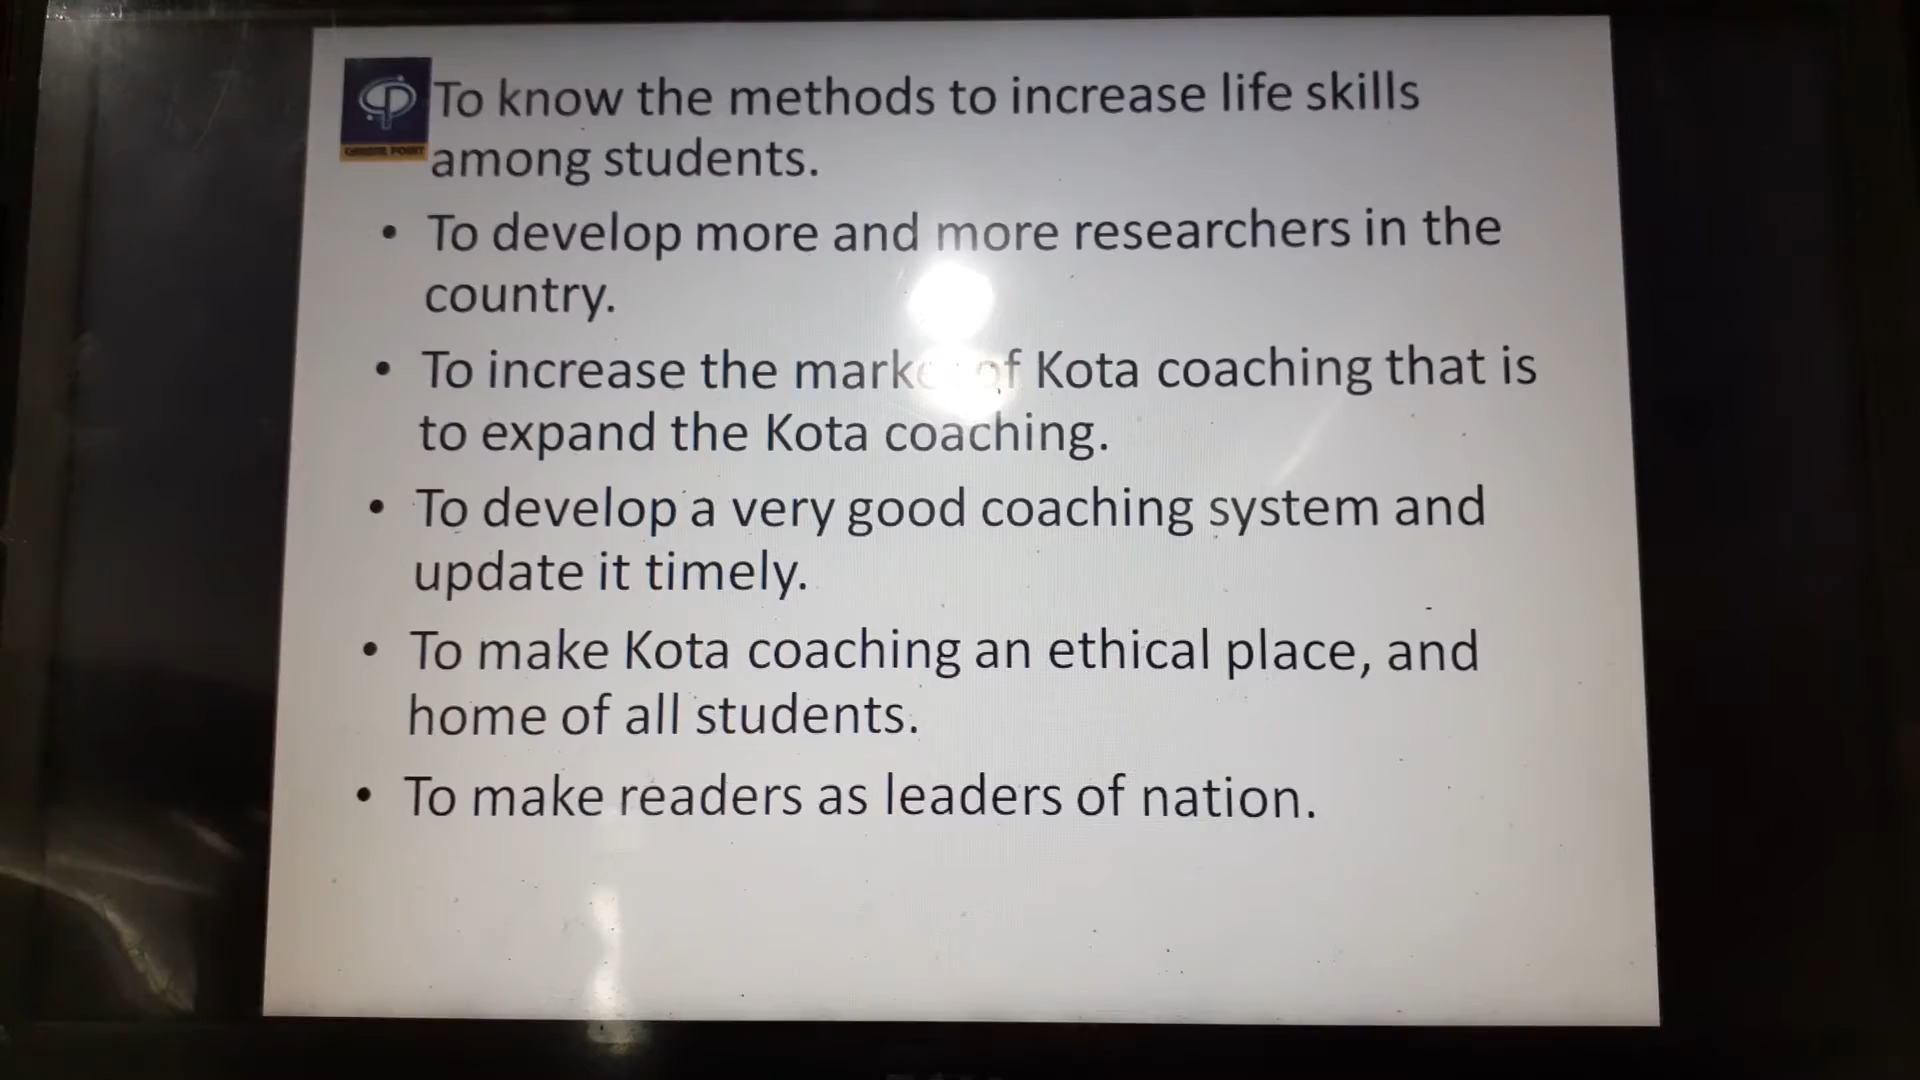 To know the methods to increase life skills
among students.
• To develop more and more researchers in the
country.
• To increase the of Kota coaching that is
to expand the Kota coaching.
• To develop a very good coaching system and
update it timely.
• To make Kota coaching an ethical place, and
home of all students.
• To make readers as leaders of nation.
CAREER POINT